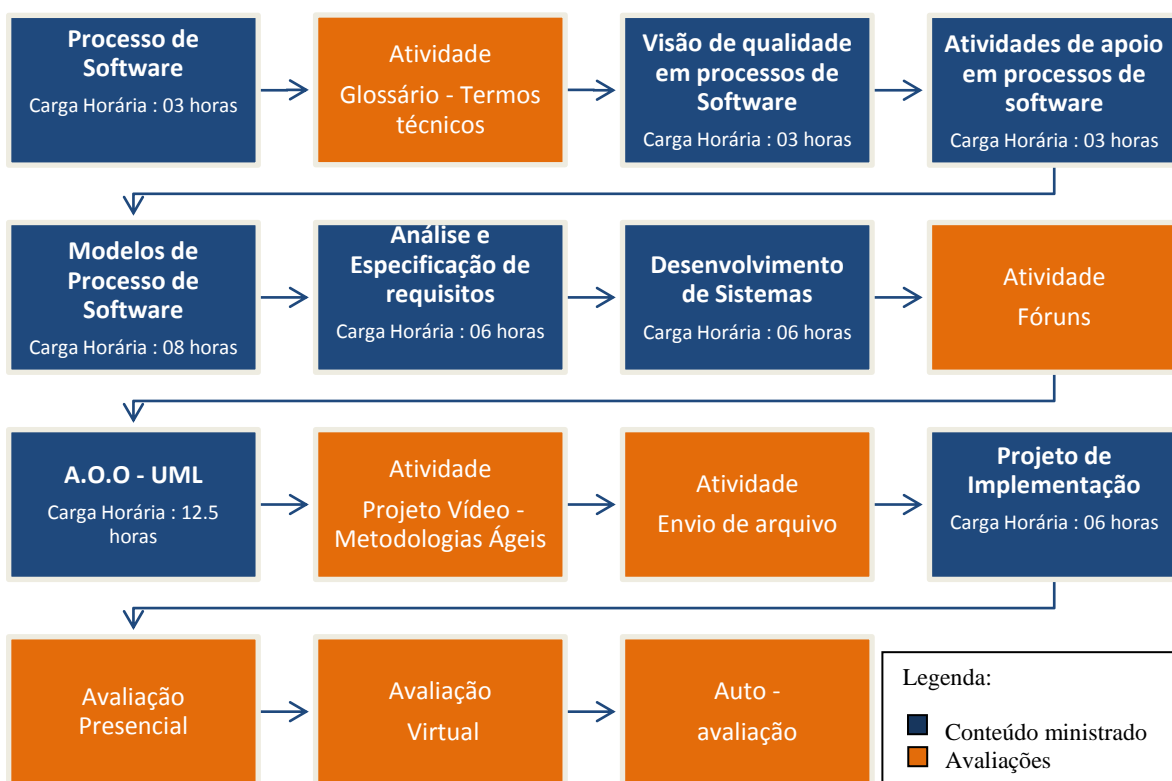 Processo de
Software
Carga Horária : 03 horas
Atividade
Glossário - Termos
técnicos
Visão de qualidade
em processos de
Software
Carga Horária : 03 horas
Atividades de apoio
em processos de
software
Carga Horária : 03 horas
Modelos de
Processo de
Software
Carga Horária : 08 horas
Análise e
Especificação de
requisitos
Carga Horária : 06 horas
Desenvolvimento
de Sistemas
Carga Horária : 06 horas
Atividade
Fóruns
A.O.O - UML
Carga Horária : 12.5
horas
Atividade
Projeto Vídeo -
Metodologias Ágeis
Atividade
Envio de arquivo
Projeto de
Implementação
Carga Horária : 06 horas
Avaliação
Presencial
Avaliação
Virtual
Auto -
avaliação
Legenda:
Conteúdo ministrado
Avaliações